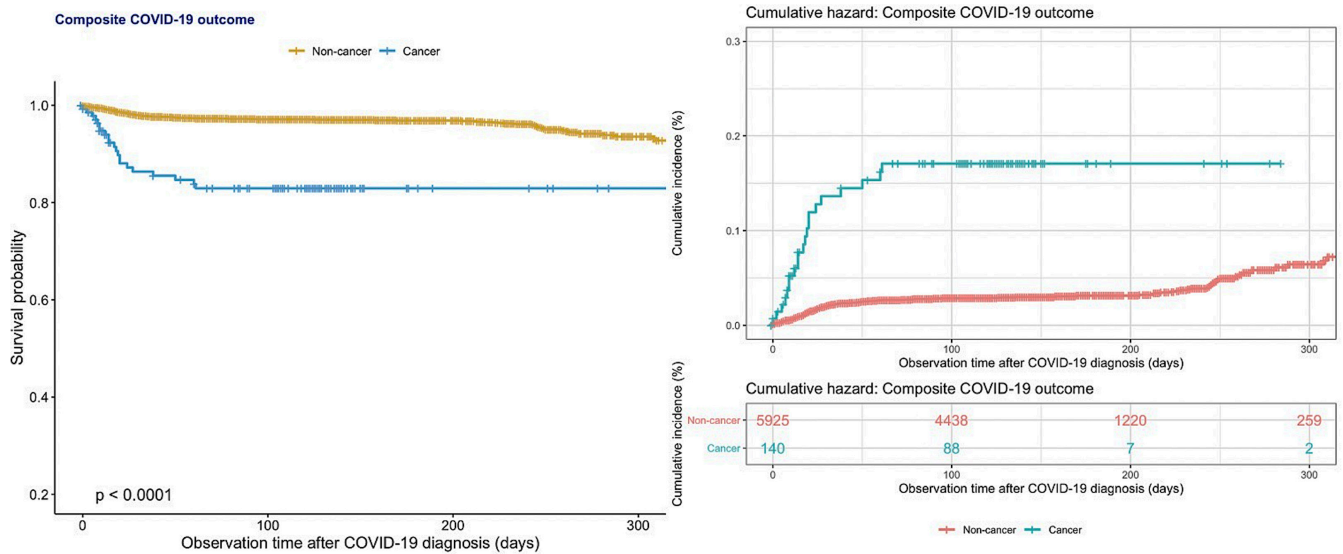 Composite COVID-19 outcome
Non-cancer Cancer
1.0
0.8
0.6
0.4
0.2
Survival probability
p < 0.0001
0 100 200 300
Observation time after COVID-19 diagnosis (days)
Cumulative hazard: Composite COVID-19 outcome
0.3
0.2
0.1
0.0
Cumulative incidence (%)
0 100 200 300
Observation time after COVID-19 diagnosis (days)
Cumulative hazard: Composite COVID-19 outcome
Cumulative incidence (%)
Non-cancer 5925 4438 1220 259
Cancer 140 88 7 2
0 100 200 300
Observation time after COVID-19 diagnosis (days)
Non-cancer Cancer